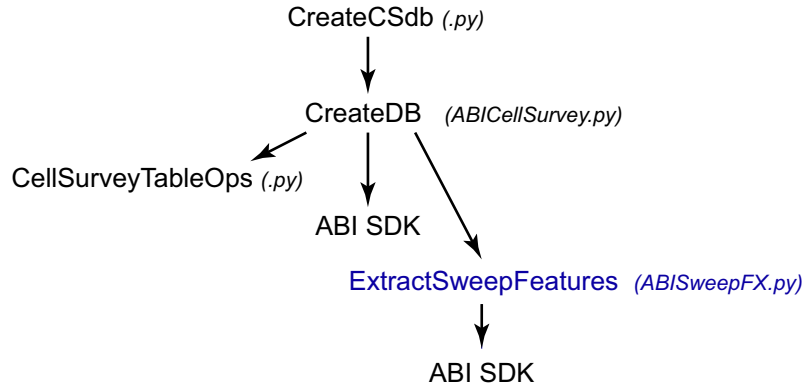 CreateCSdb (.py)
CreateDB (ABICellSurvey.py)
CellSurveyTableOps (.py)
ABI SDK
ExtractSweepFeatures (ABISweepFX.py)
ABI SDK